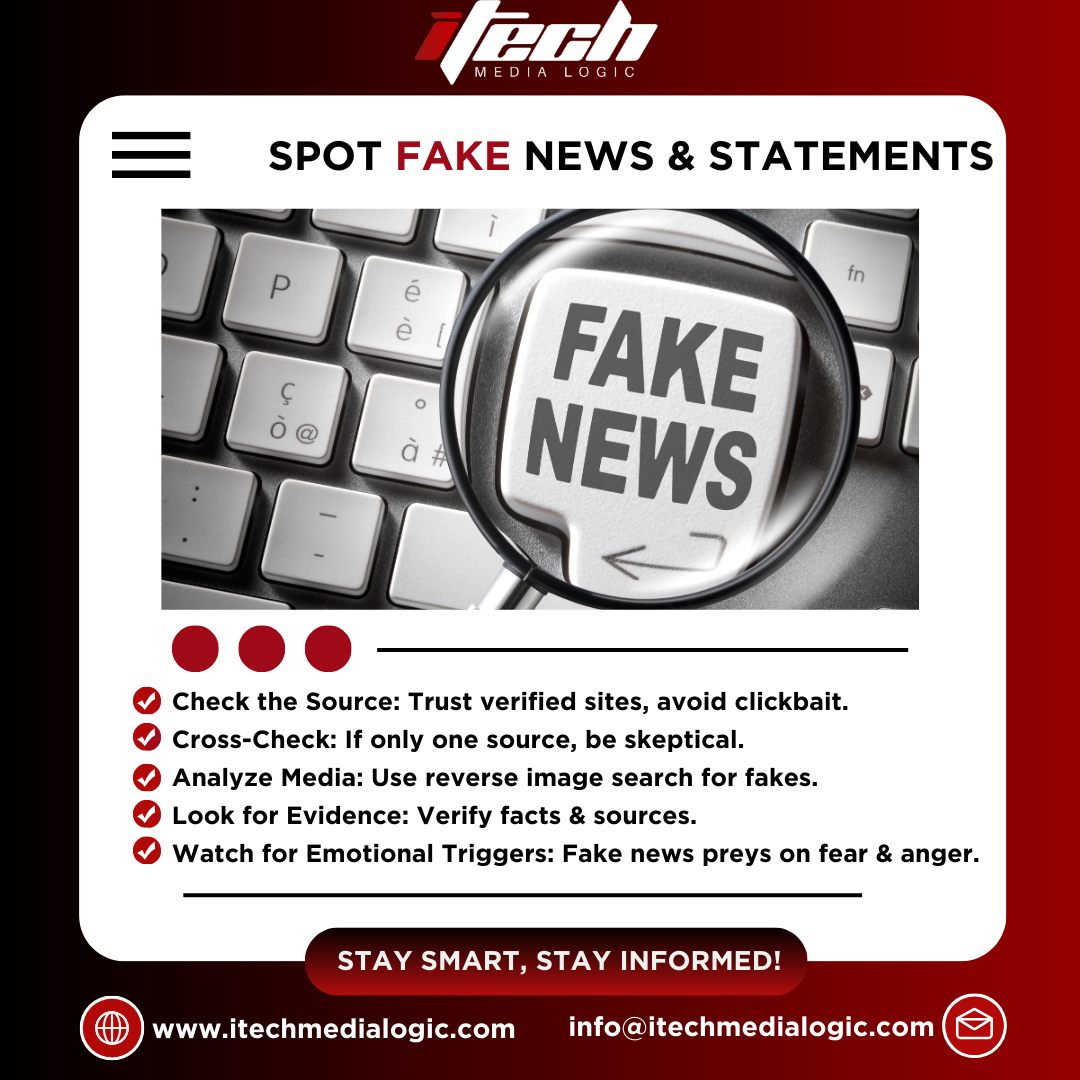 iTech
MEDIA LOGIC
SPOT FAKE NEWS & STATEMENTS
ì
P
é
è [
fn
ç
ò @
°
à #
:
.
_
-
FAKE
NEWS
Check the Source: Trust verified sites, avoid clickbait.
Cross-Check: If only one source, be skeptical.
Analyze Media: Use reverse image search for fakes.
Look for Evidence: Verify facts & sources.
Watch for Emotional Triggers: Fake news preys on fear & anger.
STAY SMART, STAY INFORMED!
www.itechmedialogic.com
info@itechmedialogic.com